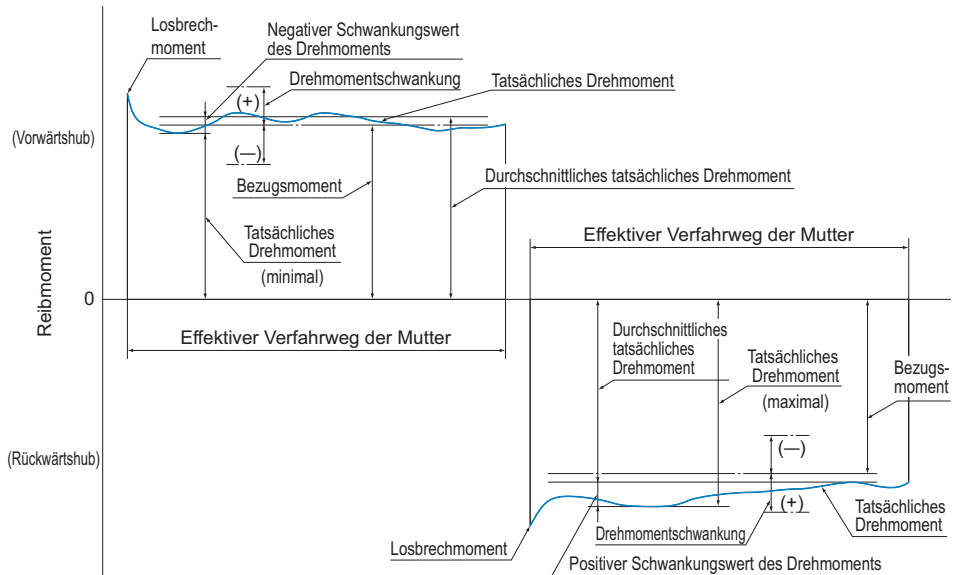 Losbrech-
moment
Negativer Schwankungswert
des Drehmoments
Drehmomentschwankung
Tatsächliches Drehmoment
(+)
(Vorwärtshub)
(—)
Bezugsmoment
Durchschnittliches tatsächliches Drehmoment
Tatsächliches
Drehmoment
(minimal)
Effektiver Verfahrweg der Mutter
Reibmoment
0
Effektiver Verfahrweg der Mutter
Durchschnittliches
tatsächliches
Drehmoment
Tatsächliches
Drehmoment
(maximal)
Bezugs-
moment
(Rückwärtshub)
(—)
(+)
Tatsächliches
Drehmoment
Drehmomentschwankung
Losbrechmoment
Positiver Schwankungswert des Drehmoments